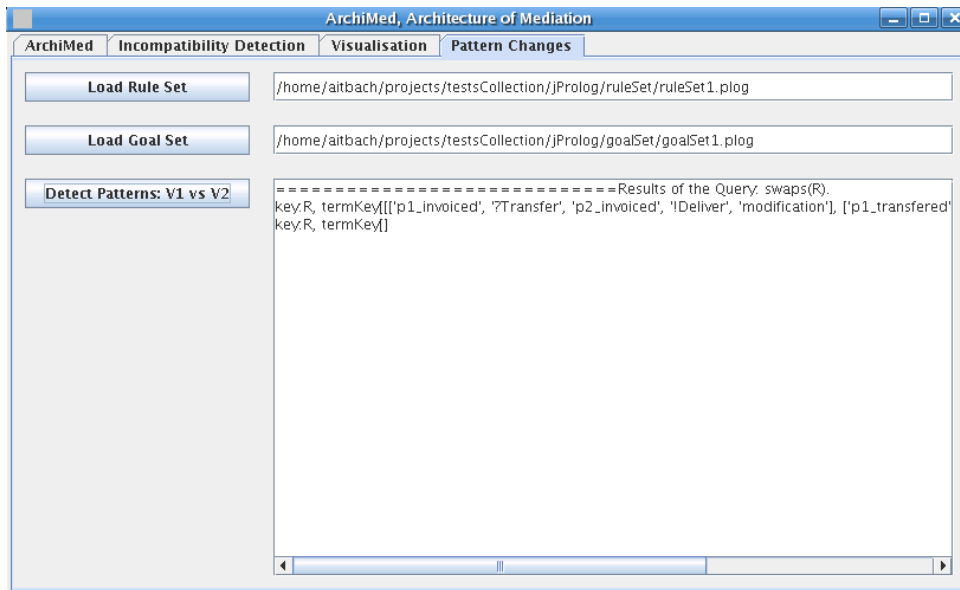 ArchiMed, Architecture of Mediation
ArchiMed Incompatibility Detection Visualisation Pattern Changes
Load Rule Set /home/aitbach/projects/testsCollection/jProlog/ruleSet/ruleSet1.plog
Load Goal Set /home/aitbach/projects/testsCollection/jProlog/goalSet/goalSet1.plog
Detect Patterns: V1 vs V2
=============================Results of the Query: swaps(R).
key:R, termKey[[['p1_invoiced', '?Transfer', 'p2_invoiced', '!Deliver', 'modification'], ['p1_transfered'
key:R, termKey[]